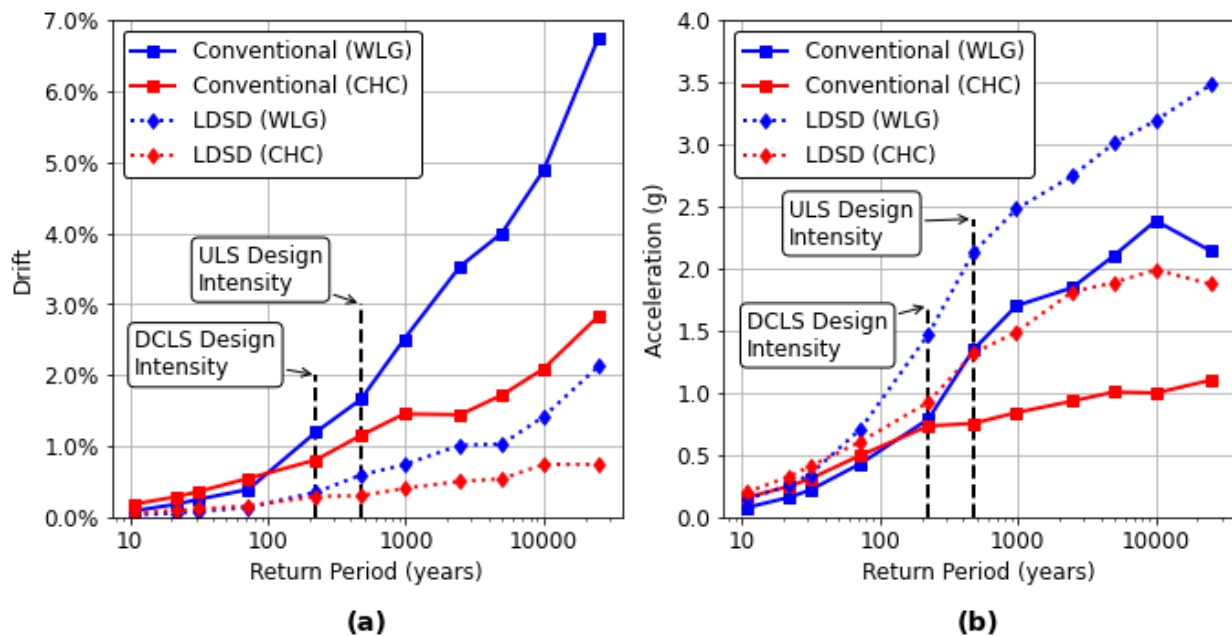 7.0%
6.0%
5.0%
4.0%
3.0%
2.0%
1.0%
0.0%
Drift
Conventional (WLG)
Conventional (CHC)
LDSD (WLG)
LDSD (CHC)
ULS Design
Intensity
DCLS Design
Intensity
10
100
1000
10000
Return Period (years)
(a)
4.0
3.5
3.0
2.5
2.0
1.5
1.0
0.5
0.0
Acceleration (g)
Conventional (WLG)
Conventional (CHC)
LDSD (WLG)
LDSD (CHC)
ULS Design
Intensity
DCLS Design
Intensity
10
100
1000
10000
Return Period (years)
(b)